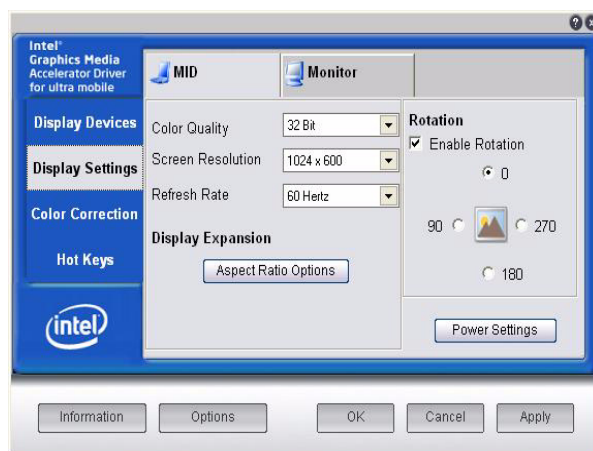 Intel®
Graphics Media
Accelerator Driver
for ultra mobile
Display Devices
Display Settings
Color Correction
Hot Keys
intel
MID
Monitor
Color Quality
32 Bit
Screen Resolution
1024 x 600
Refresh Rate
60 Hertz
Display Expansion
Aspect Ratio Options
Rotation
Enable Rotation
0
90
270
180
Power Settings
Information
Options
OK
Cancel
Apply